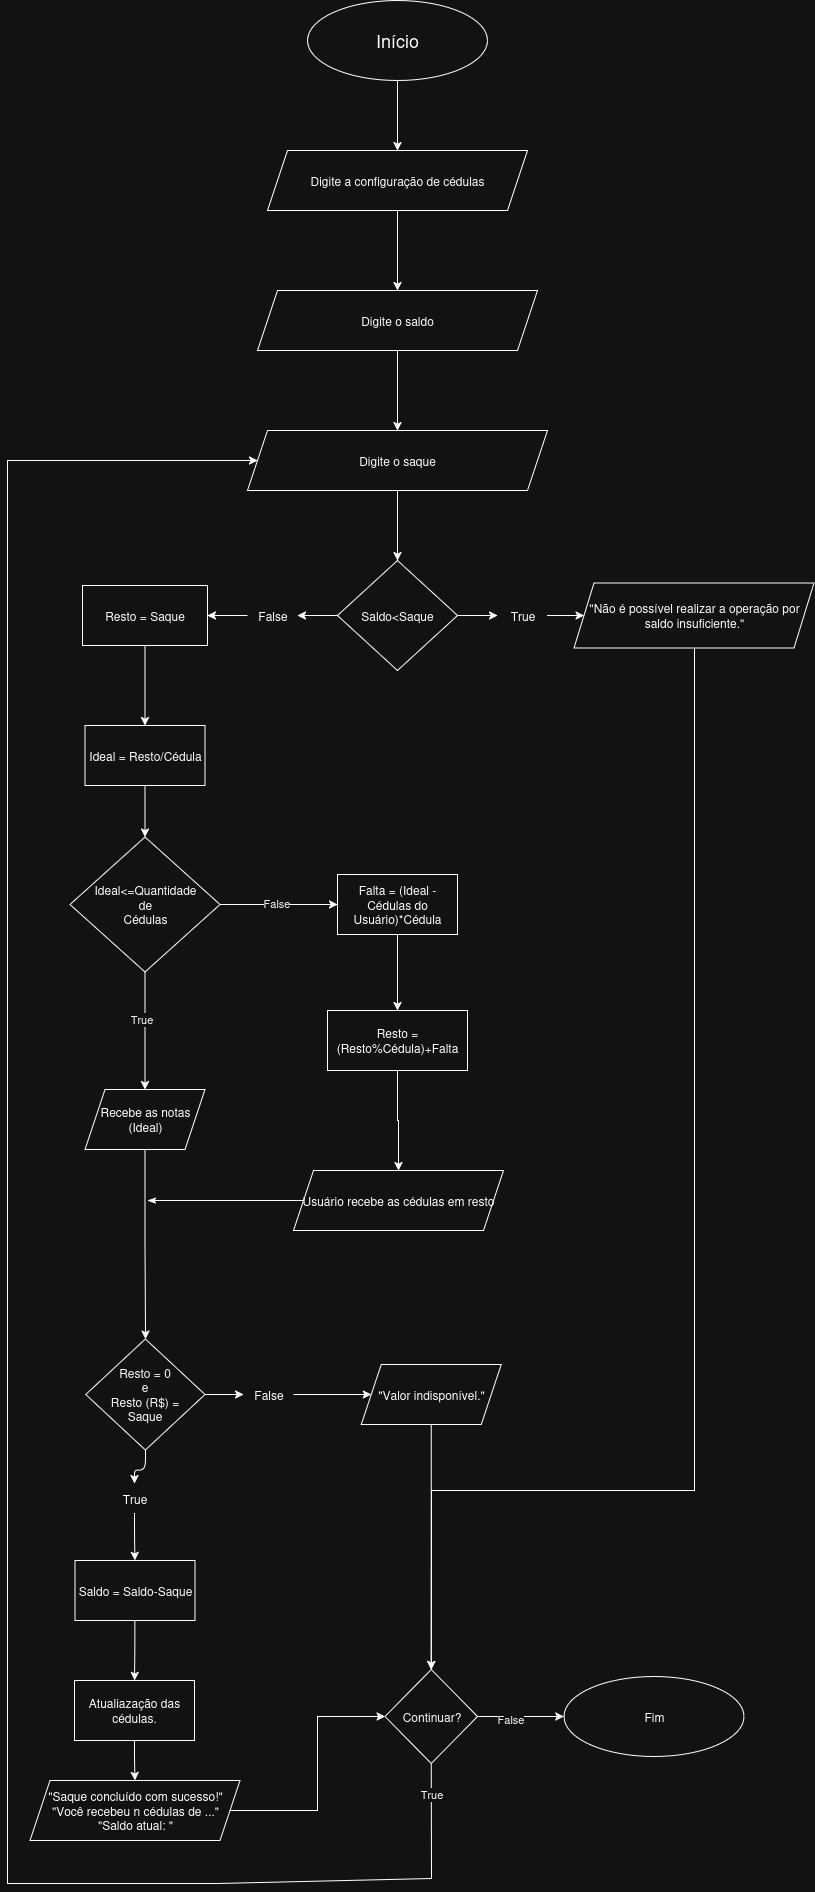 Início
Digite a configuração de cédulas
Digite o saldo
Digite o saque
Saldo<Saque
False
True
Resto = Saque
"Não é possível realizar a operação por
saldo insuficiente."
Ideal = Resto/Cédula
Ideal<=Quantidade
de
Cédulas
False
Falta = (Ideal -
Cédulas do
Usuário)*Cédula
True
Resto =
(Resto%Cédula)+Falta
Recebe as notas
(Ideal)
Usuário recebe as cédulas em resto
Resto = 0
e
Resto (R$) =
Saque
False
"Valor indisponível."
True
Saldo = Saldo-Saque
Atualiazação das
cédulas.
Continuar?
False
Fim
"Saque concluído com sucesso!"
"Você recebeu n cédulas de ..."
"Saldo atual: "
True